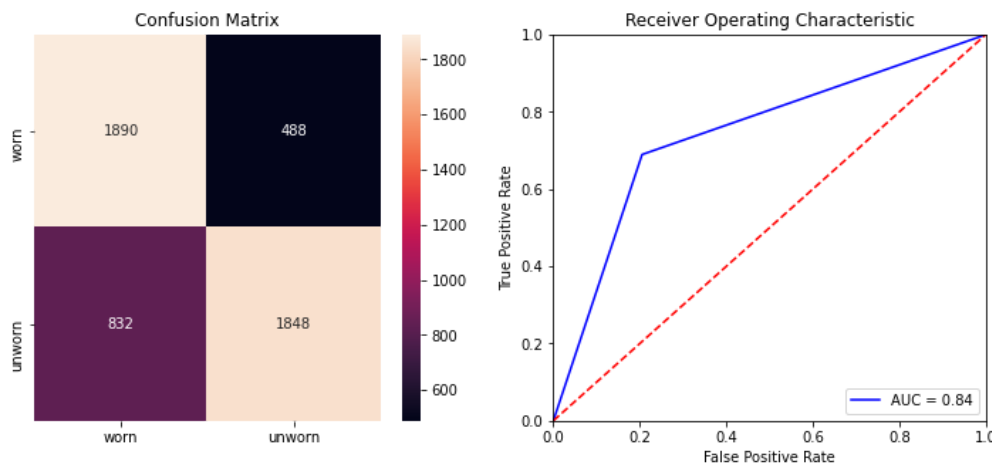 Confusion Matrix
worn
unworn
1890
488
832
1848
worn
unworn
1800
1600
1400
1200
1000
800
600
Receiver Operating Characteristic
True Positive Rate
1.0
0.8
0.6
0.4
0.2
0.0
AUC = 0.84
0.0
0.2
0.4
0.6
0.8
1.0
False Positive Rate